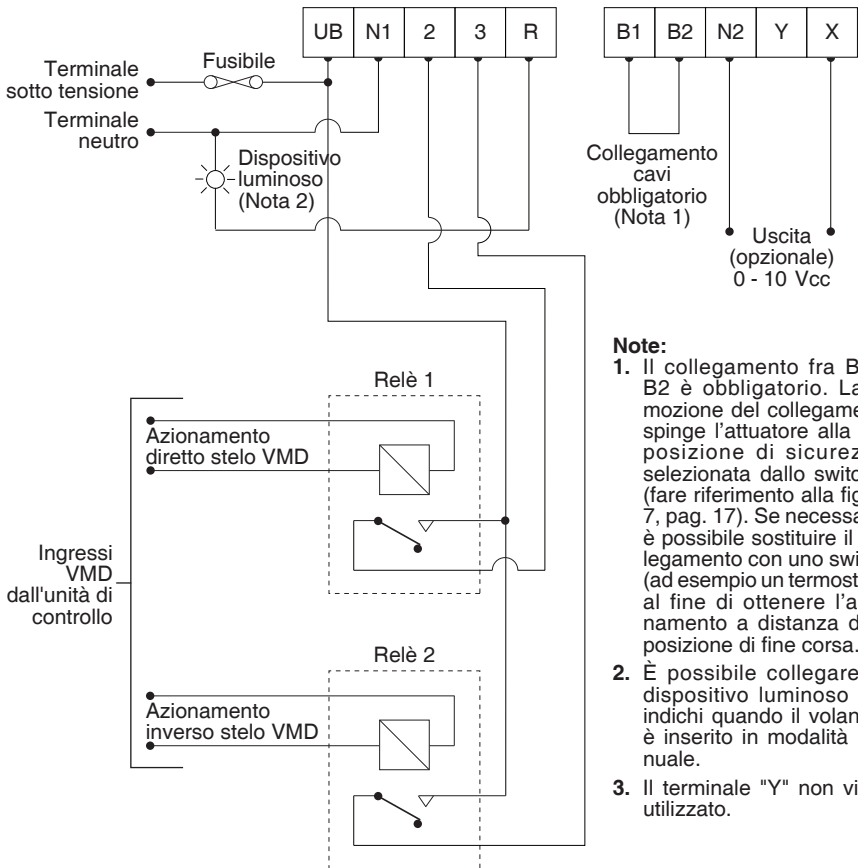 UB N1 2 3 R
B1 B2 N2 Y X
Fusibile
Terminale
sotto tensione
Terminale
neutro
Dispositivo
luminoso
(Nota 2)
Collegamento
cavi
obbligatorio
(Nota 1)
Uscita
(opzionale)
0 - 10 Vcc
Relè 1
Azionamento
diretto stelo VMD
Ingressi
VMD
dall'unità di
controllo
Relè 2
Azionamento
inverso stelo VMD
Note:
1. Il collegamento fra B
B2 è obbligatorio. La
mozione del collegame
spinge l'attuatore alla
posizione di sicurez
selezionata dallo switc
(fare riferimento alla fig
7, pag. 17). Se necessa
è possibile sostituire il
legamento con uno swi
(ad esempio un termost
al fine di ottenere l'a
namento a distanza d
posizione di fine corsa.
2. È possibile collegare
dispositivo luminoso
indichi quando il volan
è inserito in modalità
nuale.
3. Il terminale "Y" non vi
utilizzato.